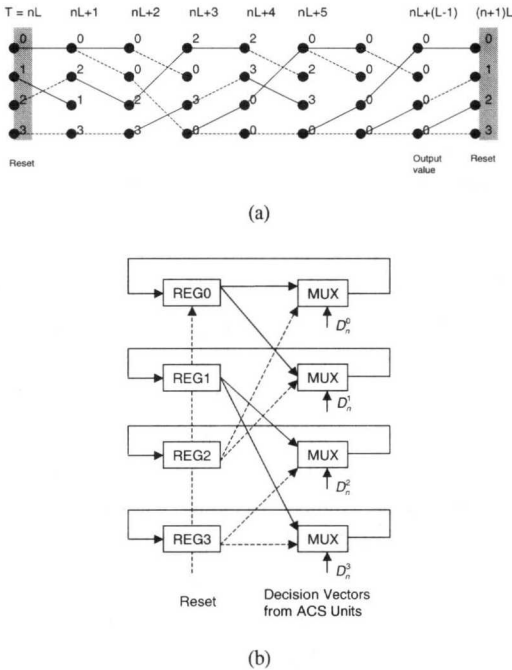 T = nL nL+1 nL+2 nL+3 nL+4 nL+5 nL+(L-1) (n+1)L
0 0 0 2 2 0 0 0 0
1 2 0 0 3 2 0 0 1
2 1 2 3 0 3 0 0 2
3 3 3 0 0 0 0 0 3
Reset
Output
value
Reset
(a)
REG0 MUX
D_n^0
REG1 MUX
D_n^1
REG2 MUX
D_n^2
REG3 MUX
D_n^3
Reset
Decision Vectors
from ACS Units
(b)